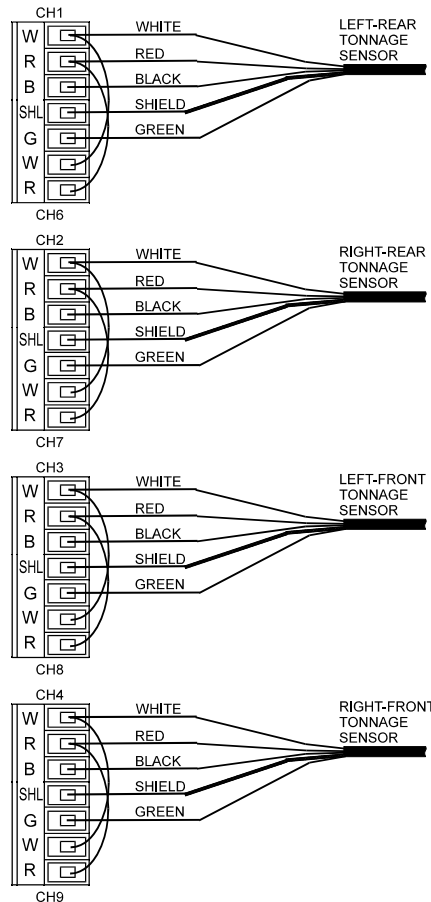 CH1
W WHITE
R RED
B BLACK
SHL SHIELD
G GREEN
W
R
CH6
LEFT-REAR
TONNAGE
SENSOR
CH2
W WHITE
R RED
B BLACK
SHL SHIELD
G GREEN
W
R
CH7
RIGHT-REAR
TONNAGE
SENSOR
CH3
W WHITE
R RED
B BLACK
SHL SHIELD
G GREEN
W
R
CH8
LEFT-FRONT
TONNAGE
SENSOR
CH4
W WHITE
R RED
B BLACK
SHL SHIELD
G GREEN
W
R
CH9
RIGHT-FRONT
TONNAGE
SENSOR